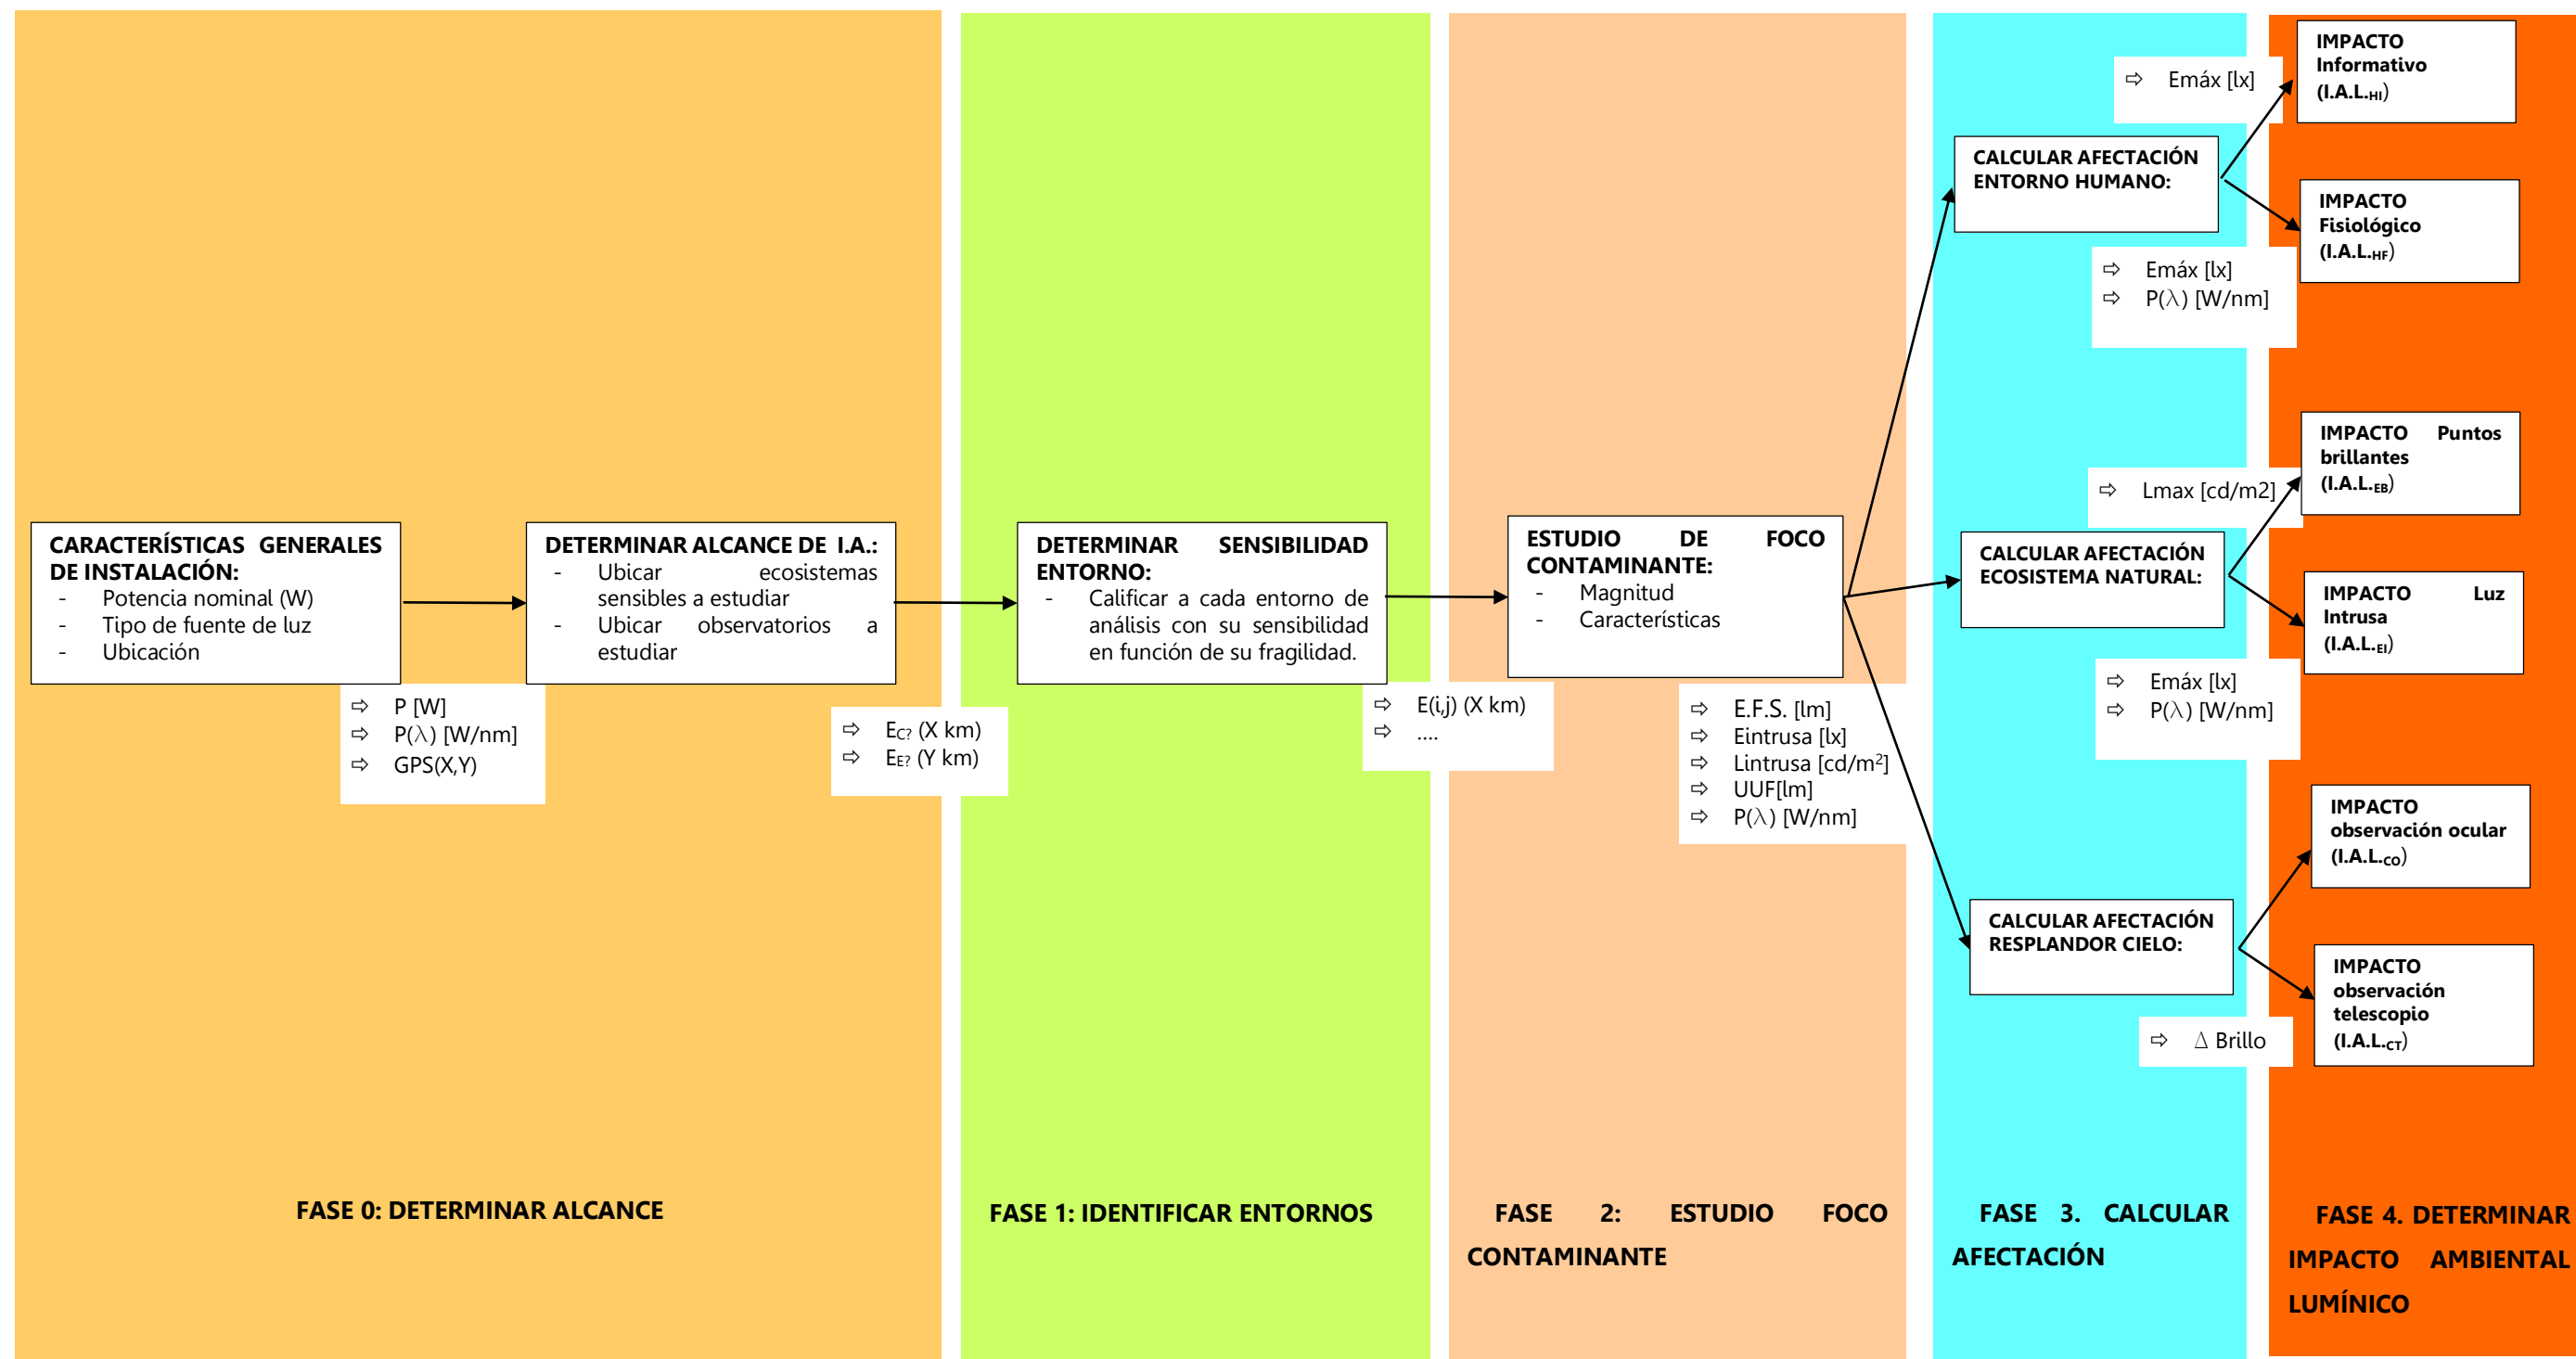 CARACTERÍSTICAS GENERALES
DE INSTALACIÓN:
- Potencia nominal (W)
- Tipo de fuente de luz
- Ubicación
⇨ P [W]
⇨ P(λ) [W/nm]
⇨ GPS(X,Y)
DETERMINAR ALCANCE DE I.A.:
- Ubicar ecosistemas
sensibles a estudiar
- Ubicar observatorios a
estudiar
⇨ EC? (X km)
⇨ EE? (Y km)
FASE 0: DETERMINAR ALCANCE
DETERMINAR SENSIBILIDAD
ENTORNO:
- Calificar a cada entorno de
análisis con su sensibilidad
en función de su fragilidad.
⇨ E(i,j) (X km)
⇨ ....
FASE 1: IDENTIFICAR ENTORNOS
ESTUDIO DE FOCO
CONTAMINANTE:
- Magnitud
- Características
⇨ E.F.S. [lm]
⇨ Eintrusa [lx]
⇨ Lintrusa [cd/m²]
⇨ UUF[lm]
⇨ P(λ) [W/nm]
FASE 2: ESTUDIO FOCO
CONTAMINANTE
CALCULAR AFECTACIÓN
ENTORNO HUMANO:
⇨ Emáx [lx]
⇨ Emáx [lx]
⇨ P(λ) [W/nm]
CALCULAR AFECTACIÓN
ECOSISTEMA NATURAL:
⇨ Lmax [cd/m2]
⇨ Emáx [lx]
⇨ P(λ) [W/nm]
CALCULAR AFECTACIÓN
RESPLANDOR CIELO:
⇨ Δ Brillo
FASE 3. CALCULAR
AFECTACIÓN
IMPACTO
Informativo
(I.A.L.HI)
IMPACTO
Fisiológico
(I.A.L.HF)
IMPACTO Puntos
brillantes
(I.A.L.EB)
IMPACTO Luz
Intrusa
(I.A.L.EI)
IMPACTO
observación ocular
(I.A.L.CO)
IMPACTO
observación
telescopio
(I.A.L.CT)
FASE 4. DETERMINAR
IMPACTO AMBIENTAL
LUMÍNICO